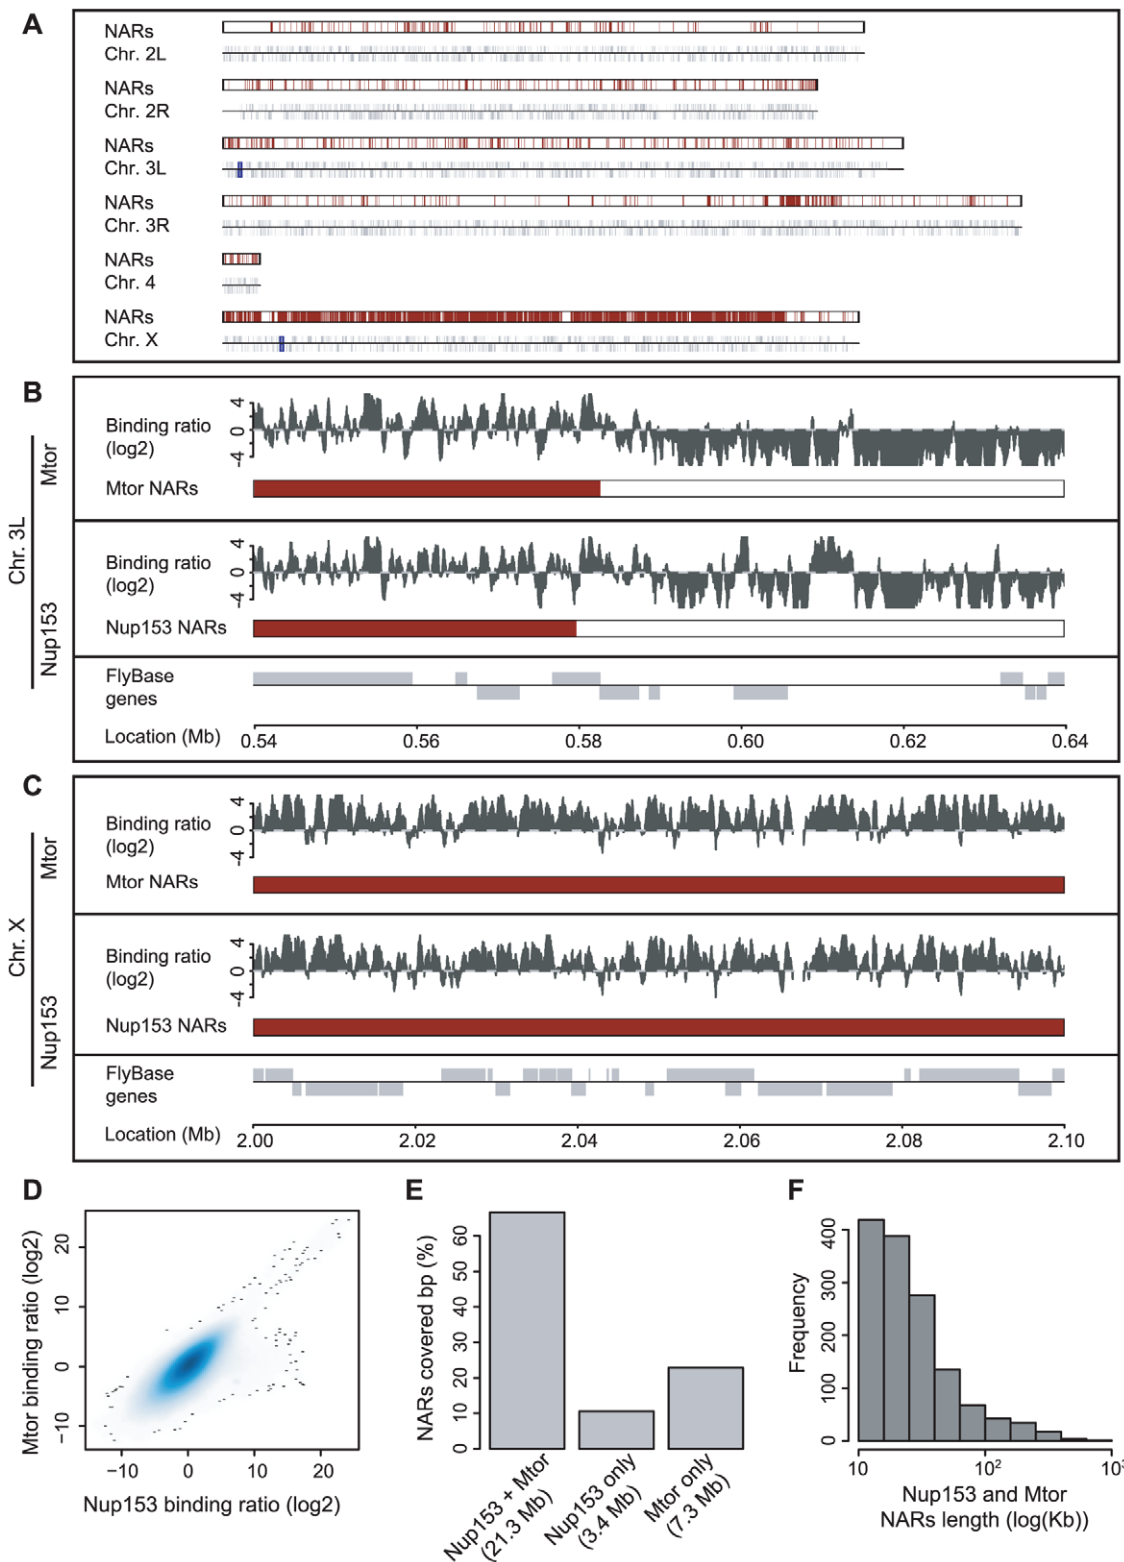 A
NARs
Chr. 2L
NARs
Chr. 2R
NARs
Chr. 3L
NARs
Chr. 3R
NARs
Chr. 4
NARs
Chr. X
B
Chr. 3L
Mtor
Nup153
Binding ratio
(log2)
4
0
-4
Mtor NARs
Binding ratio
(log2)
4
0
-4
Nup153 NARs
FlyBase
genes
Location (Mb)
0.54 0.56 0.58 0.60 0.62 0.64
C
Chr. X
Mtor
Nup153
Binding ratio
(log2)
4
0
-4
Mtor NARs
Binding ratio
(log2)
4
0
-4
Nup153 NARs
FlyBase
genes
Location (Mb)
2.00 2.02 2.04 2.06 2.08 2.10
D
Mtor binding ratio (log2)
20
10
0
−10
−10 0 10 20
Nup153 binding ratio (log2)
E
NARs covered bp (%)
60
50
40
30
20
10
0
Nup153 + Mtor
(21.3 Mb)
Nup153 only
(3.4 Mb)
Mtor only
(7.3 Mb)
F
Frequency
400
300
200
100
0
10 10² 10³
Nup153 and Mtor
NARs length (log(Kb))